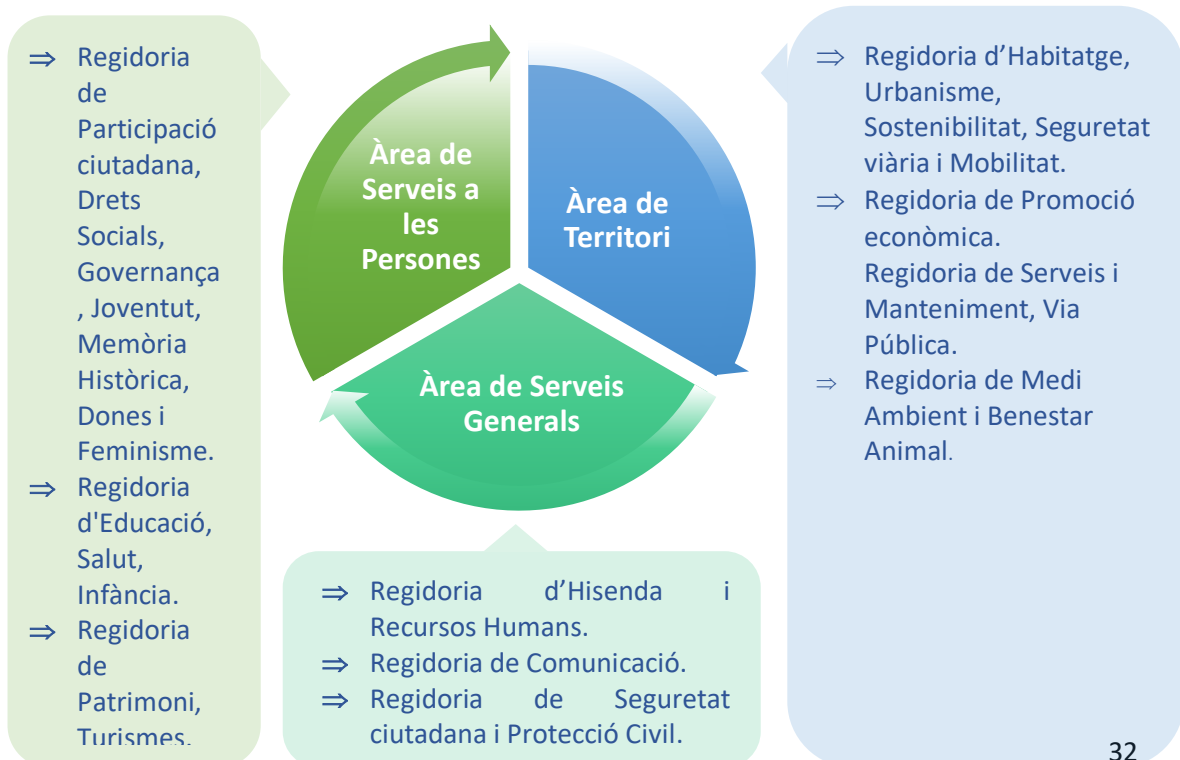 ⇒ Regidoria
de
Participació
ciutadana,
Drets
Socials,
Governança
, Joventut,
Memòria
Històrica,
Dones i
Feminisme.
⇒ Regidoria
d'Educació,
Salut,
Infància.
⇒ Regidoria
de
Patrimoni,
Turismes,
Àrea de
Serveis a
les
Persones
Àrea de
Territori
Àrea de Serveis
Generals
⇒ Regidoria d’Hisenda i
Recursos Humans.
⇒ Regidoria de Comunicació.
⇒ Regidoria de Seguretat
ciutadana i Protecció Civil.
⇒ Regidoria d’Habitatge,
Urbanisme,
Sostenibilitat, Seguretat
viària i Mobilitat.
⇒ Regidoria de Promoció
econòmica.
Regidoria de Serveis i
Manteniment, Via
Pública.
⇒ Regidoria de Medi
Ambient i Benestar
Animal.
32